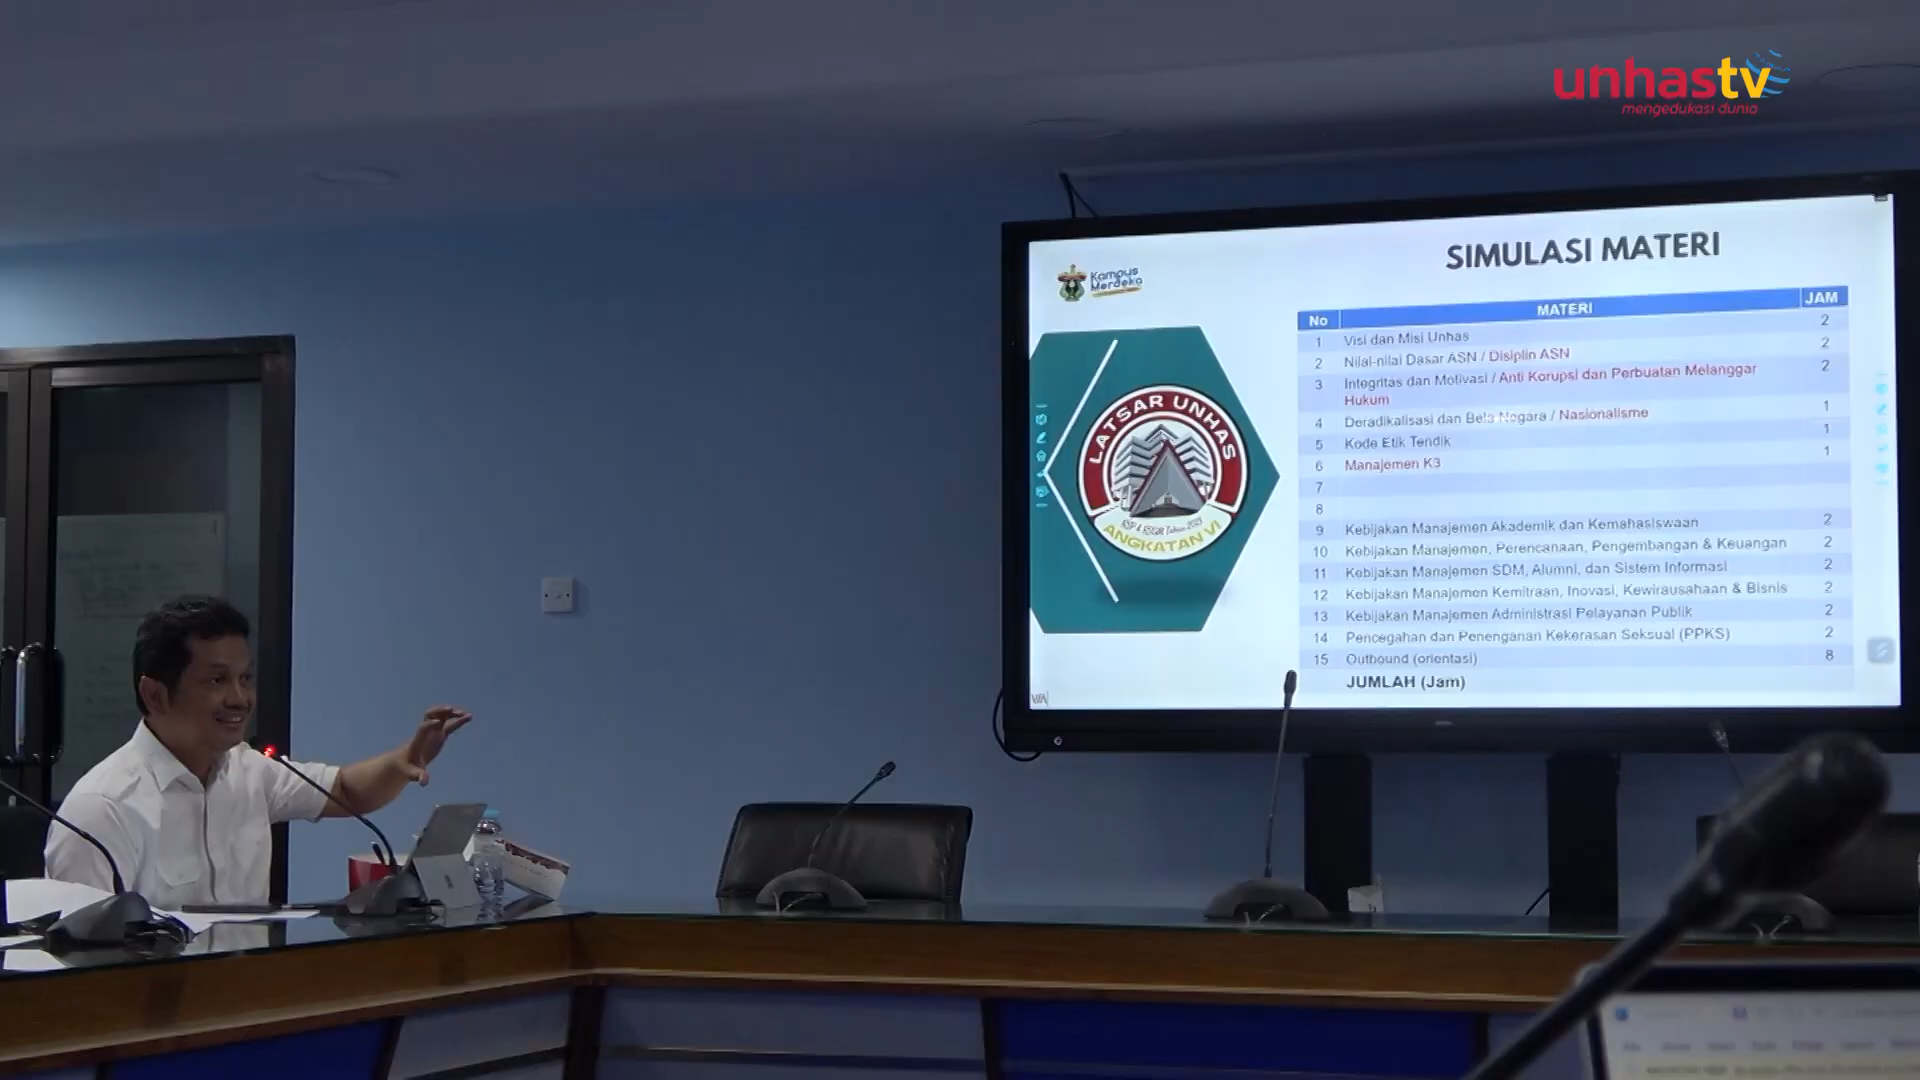 unhastv
mengedukasi dunia
SIMULASI MATERI
Kampus
Merdeka
No MATERI JAM
1 Visi dan Misi Unhas 2
2 Nilai-nilai Dasar ASN / Disiplin ASN 2
3 Integritas dan Motivasi / Anti Korupsi dan Perbuatan Melanggar 2
Hukum
4 Deradikalisasi dan Bela Negara / Nasionalisme 1
5 Kode Etik Tendik 1
6 Manajemen K3 1
7
8
9 Kebijakan Manajemen Akademik dan Kemahasiswaan 2
10 Kebijakan Manajemen, Perencanaan, Pengembangan & Keuangan 2
11 Kebijakan Manajemen SDM, Alumni, dan Sistem Informasi 2
12 Kebijakan Manajemen Kemitraan, Inovasi, Kewirausahaan & Bisnis 2
13 Kebijakan Manajemen Administrasi Pelayanan Publik 2
14 Pencegahan dan Penenganan Kekerasan Seksual (PPKS) 2
15 Outbound (orientasi) 8
JUMLAH (Jam)
LATSAR UNHAS
Tahun 2023
ANGKATAN VI